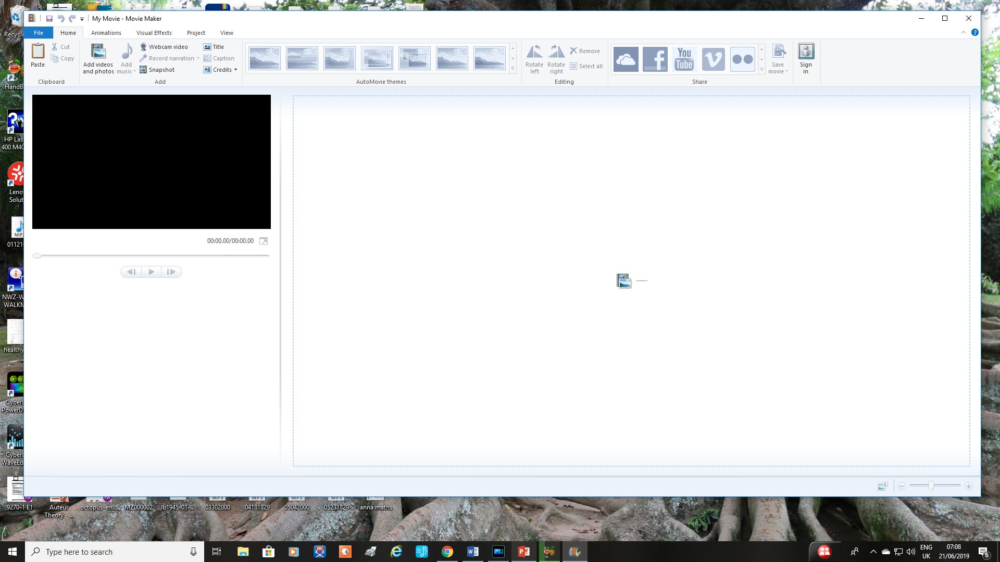 My Movie - Movie Maker
File Home Animations Visual Effects Project View
Paste
Cut
Copy
Clipboard
Add videos
and photos
Add
music
Webcam video
Record narration
Snapshot
Title
Caption
Credits
Add
AutoMovie themes
Rotate
left
Rotate
right
Remove
Select all
Editing
You
Tube
Share
Save
movie
Sign
in
00:00.00/00:00.00
Recycle
HandB
HP Las
400 M40
Leno
Solut
MP
01121
NWZ-W
WALKM
healthy
CyberL
PowerD
CyberL
WaveEd
9270-1 E1
Auteur
Theory - ...
octopus-en...
MZ000002
Jb1945-01-...
03302000
04181829
05042000
05231829
anna maths
Type here to search
ENG
UK
07:08
21/06/2019
6